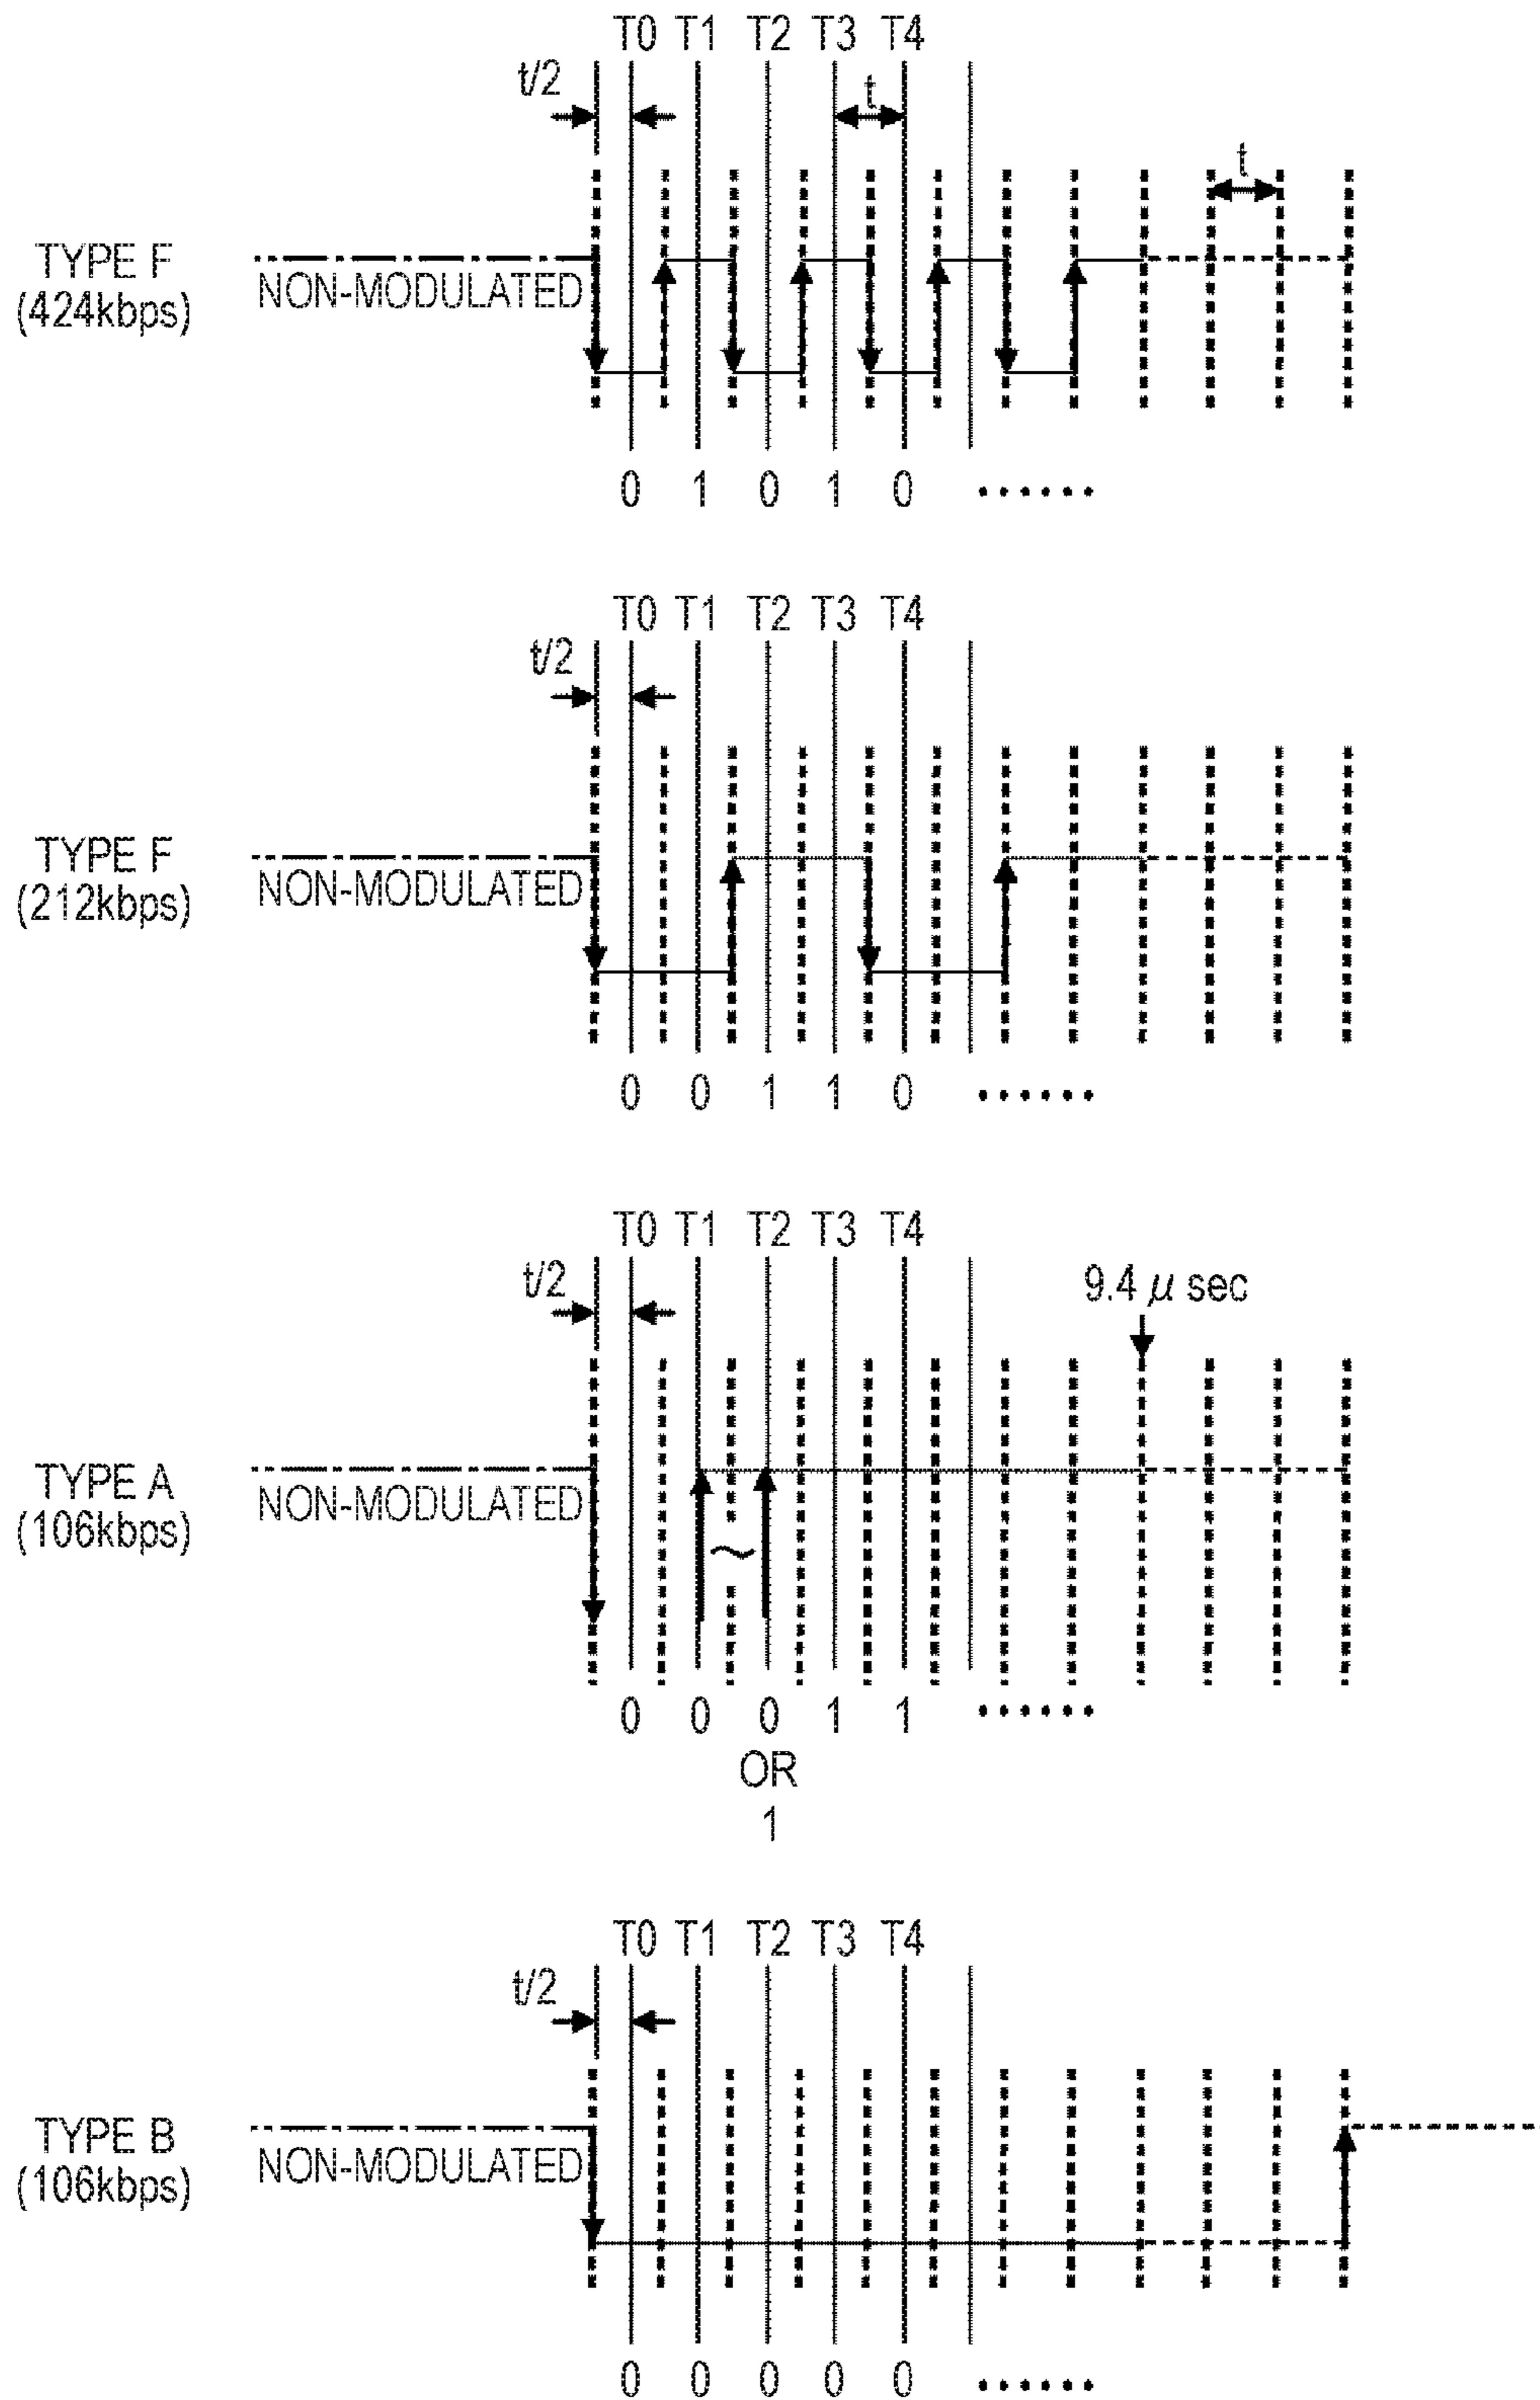 T0 T1 T2 T3 T4
t/2
t
t
TYPE F
(424kbps)
NON-MODULATED
0 1 0 1 0 ······
T0 T1 T2 T3 T4
t/2
TYPE F
(212kbps)
NON-MODULATED
0 0 1 1 0 ······
T0 T1 T2 T3 T4
t/2
9.4 μ sec
TYPE A
(106kbps)
NON-MODULATED
~
0 0 0 1 1 ······
OR
1
T0 T1 T2 T3 T4
t/2
TYPE B
(106kbps)
NON-MODULATED
0 0 0 0 0 ······